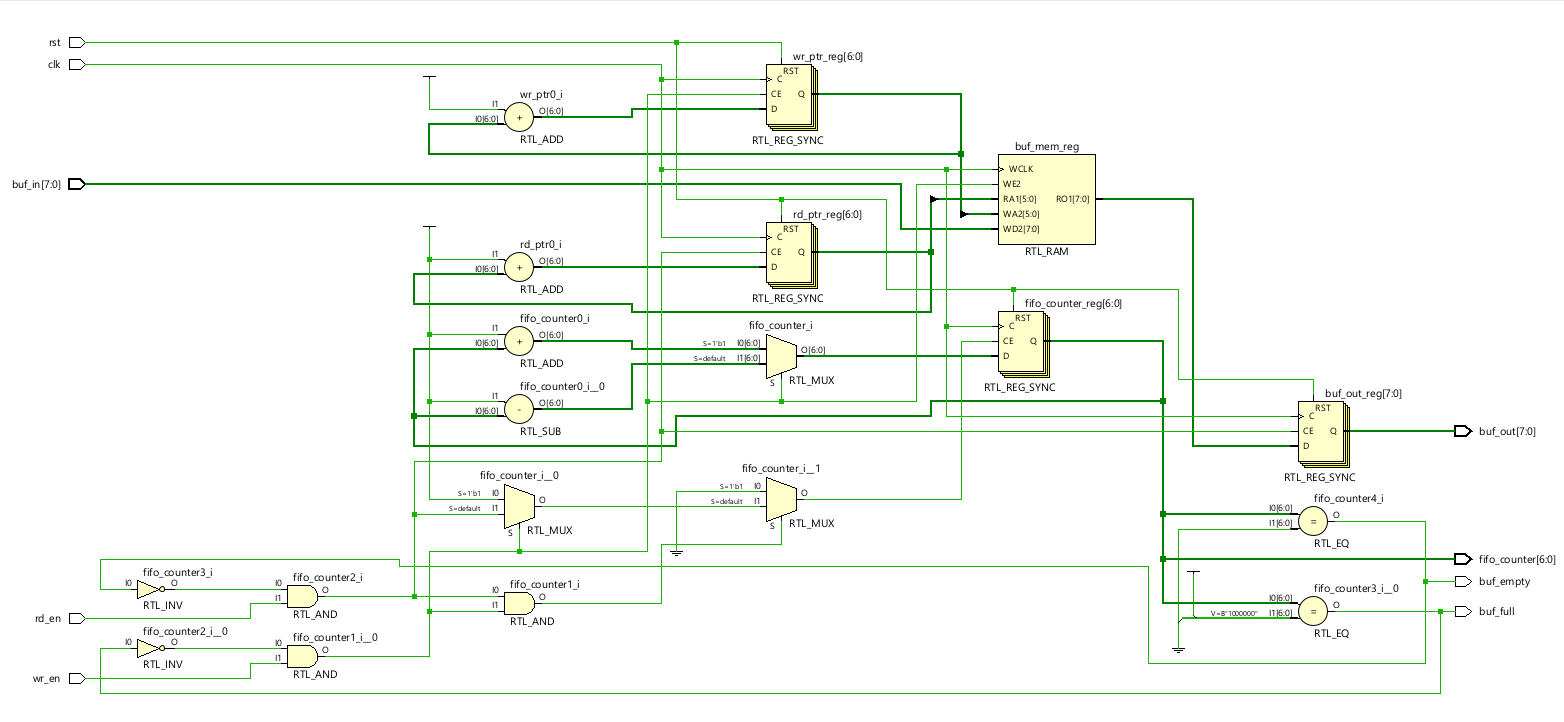 rst
clk
buf_in[7:0]
rd_en
wr_en
wr_ptr0_i
I1
I0[6:0]
+
O[6:0]
RTL_ADD
wr_ptr_reg[6:0]
RST
C
CE
D
Q
RTL_REG_SYNC
buf_mem_reg
WCLK
WE2
RA1[5:0]
WA2[5:0]
WD2[7:0]
RO1[7:0]
RTL_RAM
rd_ptr0_i
I1
I0[6:0]
+
O[6:0]
RTL_ADD
rd_ptr_reg[6:0]
RST
C
CE
D
Q
RTL_REG_SYNC
fifo_counter0_i
I1
I0[6:0]
+
O[6:0]
RTL_ADD
fifo_counter0_i__0
I1
I0[6:0]
-
O[6:0]
RTL_SUB
fifo_counter_i
S=1'b1
I0[6:0]
S=default
I1[6:0]
O[6:0]
S
RTL_MUX
fifo_counter_reg[6:0]
RST
C
CE
D
Q
RTL_REG_SYNC
buf_out_reg[7:0]
RST
C
CE
D
Q
RTL_REG_SYNC
buf_out[7:0]
fifo_counter_i__0
S=1'b1
I0
S=default
I1
O
S
RTL_MUX
fifo_counter_i__1
S=1'b1
I0
S=default
I1
O
S
RTL_MUX
fifo_counter4_i
I0[6:0]
I1[6:0]
=
O
RTL_EQ
fifo_counter[6:0]
buf_empty
buf_full
fifo_counter3_i__0
I0[6:0]
V=B"1000000"
I1[6:0]
=
O
RTL_EQ
fifo_counter3_i
I0
O
RTL_INV
fifo_counter2_i
I0
I1
O
RTL_AND
fifo_counter1_i
I0
I1
O
RTL_AND
fifo_counter2_i__0
I0
O
RTL_INV
fifo_counter1_i__0
I0
I1
O
RTL_AND